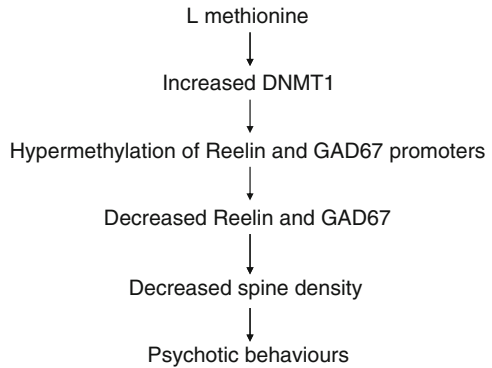 L methionine
Increased DNMT1
Hypermethylation of Reelin and GAD67 promoters
Decreased Reelin and GAD67
Decreased spine density
Psychotic behaviours